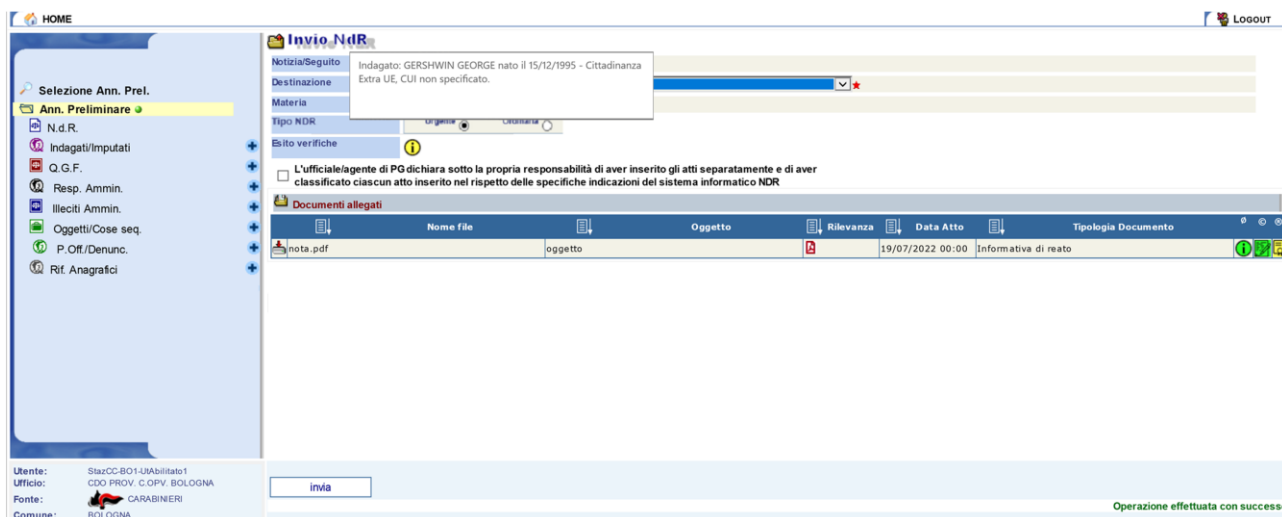 HOME
LOGOUT
Invio NdR
Notizia/Seguito
Indagato: GERSHWIN GEORGE nato il 15/12/1995 - Cittadinanza
Extra UE, CUI non specificato.
Destinazione
Materia
Tipo NDR Urgente Ordinaria
Esito verifiche
L'ufficiale/agente di PG dichiara sotto la propria responsabilità di aver inserito gli atti separatamente e di aver
classificato ciascun atto inserito nel rispetto delle specifiche indicazioni del sistema informatico NDR
Documenti allegati
Nome file Oggetto Rilevanza Data Atto Tipologia Documento
nota.pdf oggetto 19/07/2022 00:00 Informativa di reato
Selezione Ann. Prel.
Ann. Preliminare
N.d.R.
Indagati/Imputati
Q.G.F.
Resp. Ammin.
Illeciti Ammin.
Oggetti/Cose seq.
P.Off./Denunc.
Rif. Anagrafici
Utente: StazCC-BO1-UtAbilitato1
Ufficio: CDO PROV. C.OPV. BOLOGNA
Fonte: CARABINIERI
Comune: BOLOGNA
invia
Operazione effettuata con success